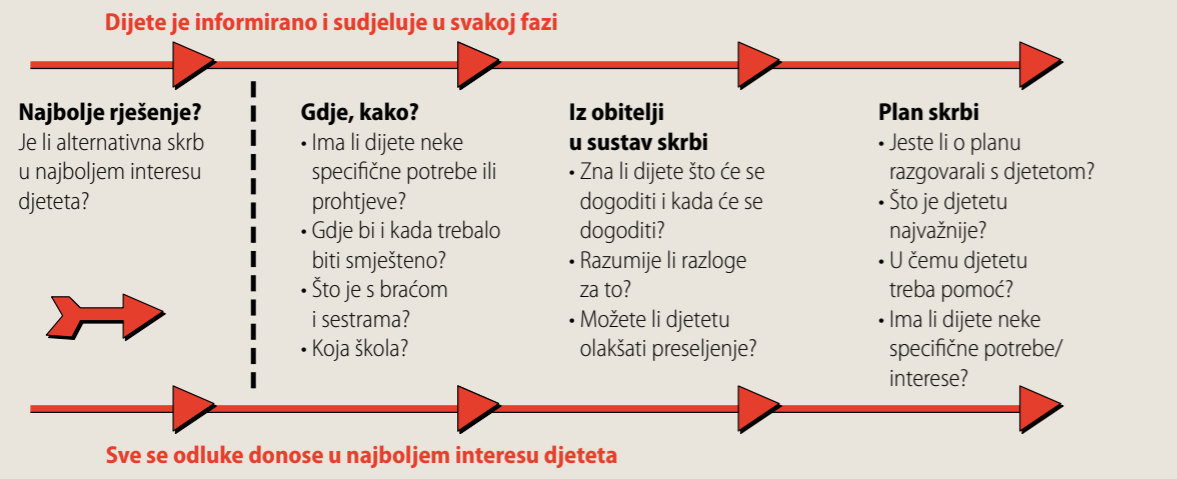 Dijete je informirano i sudjeluje u svakoj fazi
Najbolje rješenje?
Je li alternativna skrb
u najboljem interesu
djeteta?
Gdje, kako?
• Ima li dijete neke
specifične potrebe ili
prohtjeve?
• Gdje bi i kada trebalo
biti smješteno?
• Što je s braćom
i sestrama?
• Koja škola?
Iz obitelji
u sustav skrbi
• Zna li dijete što će se
dogoditi i kada će se
dogoditi?
• Razumije li razloge
za to?
• Možete li djetetu
olakšati preseljenje?
Plan skrbi
• Jeste li o planu
razgovarali s djetetom?
• Što je djetetu
najvažnije?
• U čemu djetetu
treba pomoć?
• Ima li dijete neke
specifične potrebe/
interese?
Sve se odluke donose u najboljem interesu djeteta